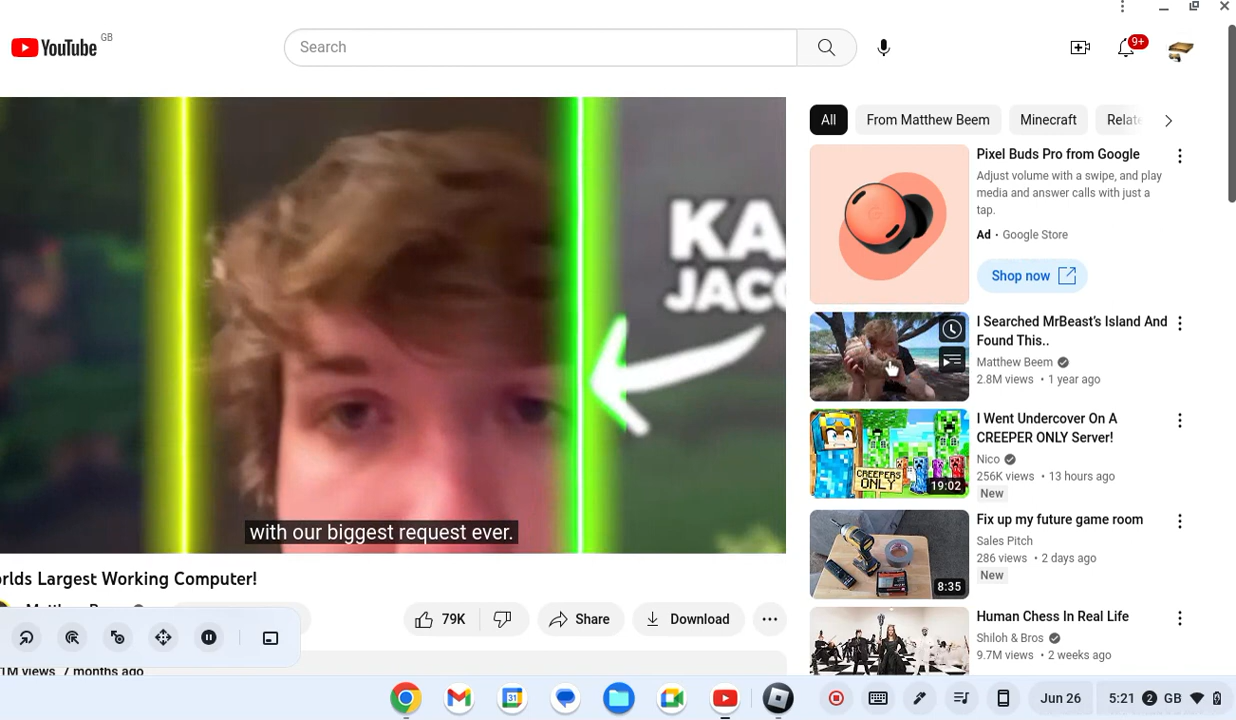 YouTube GB
Search
9+
All
From Matthew Beem
Minecraft
Relate
KA
JACO
with our biggest request ever.
orlds Largest Working Computer!
79K
Share
Download
1M views 7 months ago
Pixel Buds Pro from Google
Adjust volume with a swipe, and play
media and answer calls with just a
tap.
Ad · Google Store
Shop now
I Searched MrBeast's Island And
Found This..
Matthew Beem
2.8M views • 1 year ago
CREEPERS
ONLY
19:02
I Went Undercover On A
CREEPER ONLY Server!
Nico
256K views • 13 hours ago
New
8:35
Fix up my future game room
Sales Pitch
286 views • 2 days ago
New
Human Chess In Real Life
Shiloh & Bros
9.7M views • 2 weeks ago
31
Jun 26
5:21
2
GB